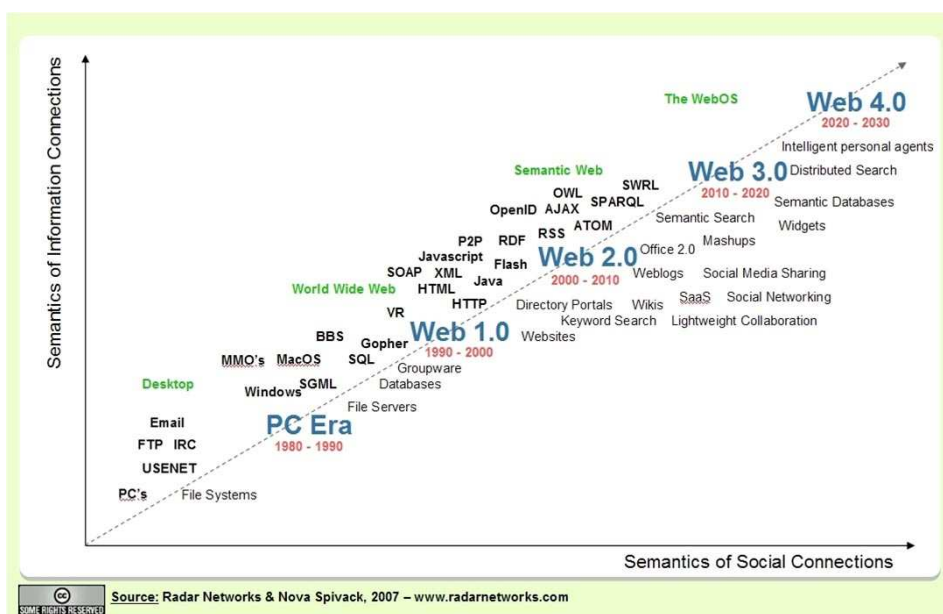 Semantics of Information Connections
The WebOS
Web 4.0
2020 - 2030
Intelligent personal agents
Semantic Web
Web 3.0
Distributed Search
2010 - 2020
SWRL
OWL
SPARQL
Semantic Databases
OpenID
AJAX
Semantic Search
Widgets
ATOM
RSS
P2P
RDF
Mashups
Office 2.0
Javascript
Web 2.0
Flash
2000 - 2010
SOAP
XML
Java
Weblogs
Social Media Sharing
World Wide Web
HTML
SaaS
Social Networking
HTTP
Directory Portals
Wikis
VR
Keyword Search
Lightweight Collaboration
Web 1.0
1990 - 2000
Websites
BBS
Gopher
MMO's
MacOS
SQL
Groupware
Desktop
SGML
Databases
Windows
File Servers
Email
PC Era
1980 - 1990
FTP
IRC
USENET
PC's
File Systems
Semantics of Social Connections
cc
SOME RIGHTS RESERVED
Source: Radar Networks & Nova Spivack, 2007 – www.radarnetworks.com